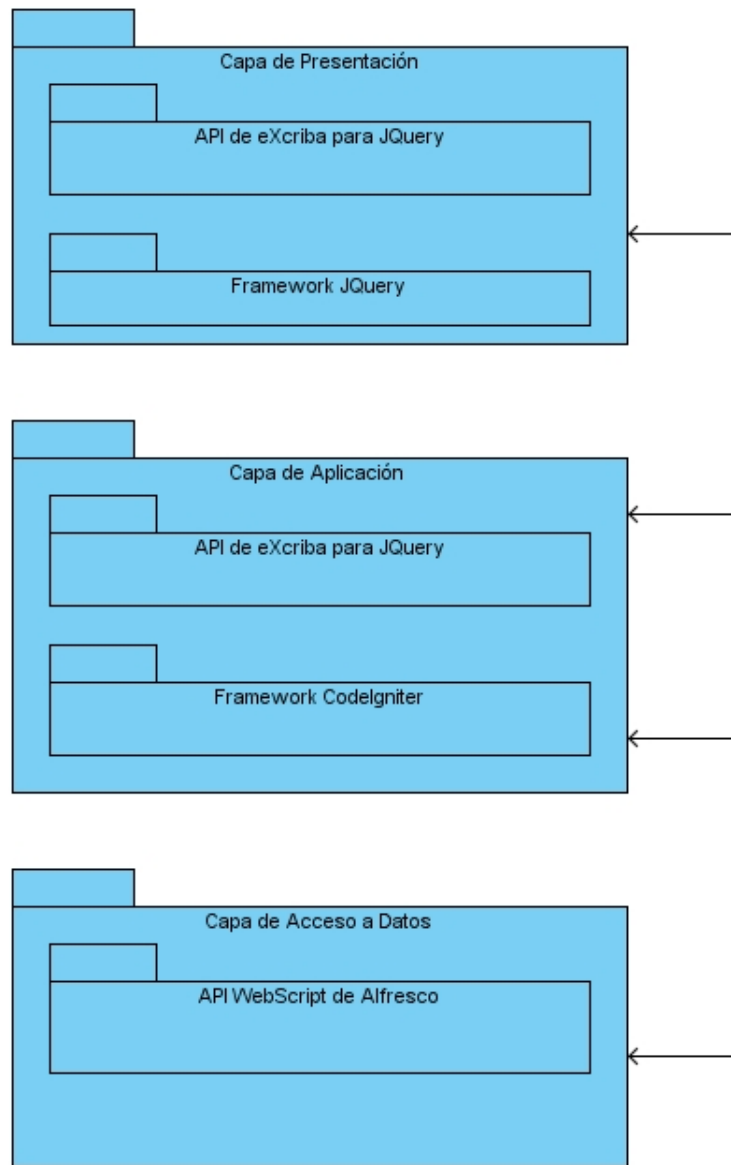 Capa de Presentación
API de eXcriba para JQuery
Framework JQuery
Capa de Aplicación
API de eXcriba para JQuery
Framework CodeIgniter
Capa de Acceso a Datos
API WebScript de Alfresco